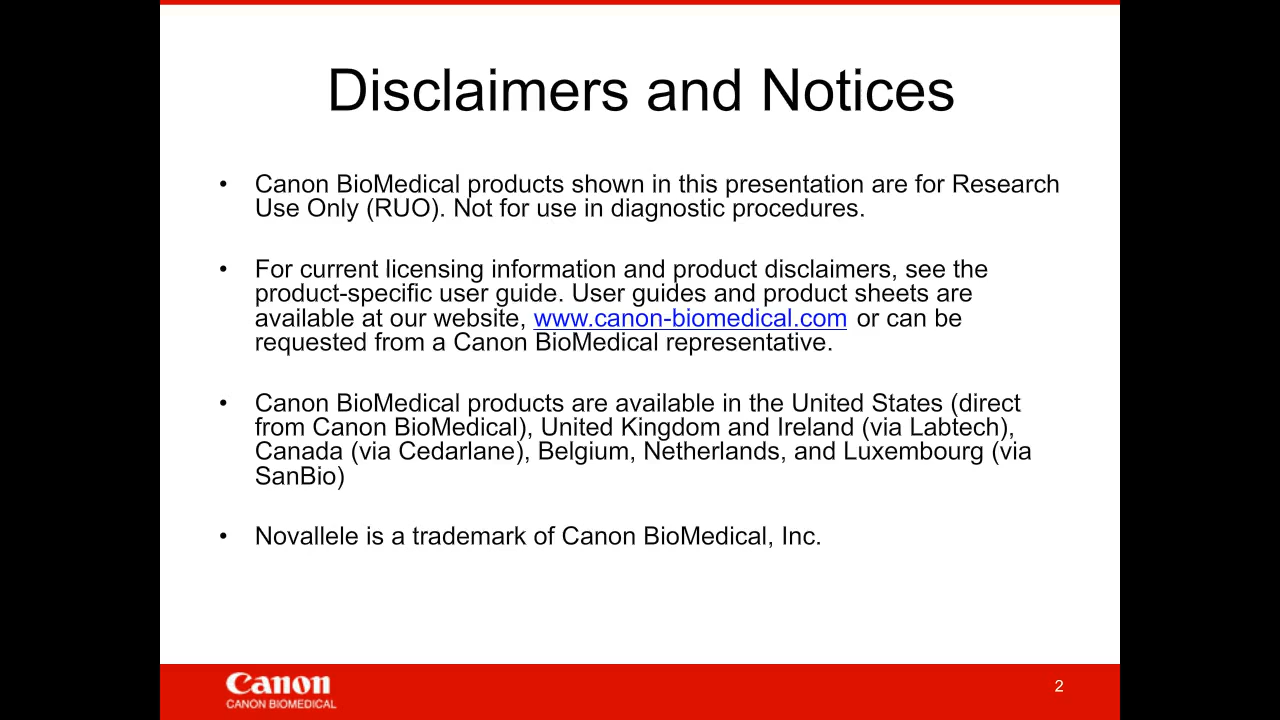 Disclaimers and Notices
• Canon BioMedical products shown in this presentation are for Research
Use Only (RUO). Not for use in diagnostic procedures.
• For current licensing information and product disclaimers, see the
product-specific user guide. User guides and product sheets are
available at our website, www.canon-biomedical.com or can be
requested from a Canon BioMedical representative.
• Canon BioMedical products are available in the United States (direct
from Canon BioMedical), United Kingdom and Ireland (via Labtech),
Canada (via Cedarlane), Belgium, Netherlands, and Luxembourg (via
SanBio)
• Novallele is a trademark of Canon BioMedical, Inc.
Canon
CANON BIOMEDICAL
2